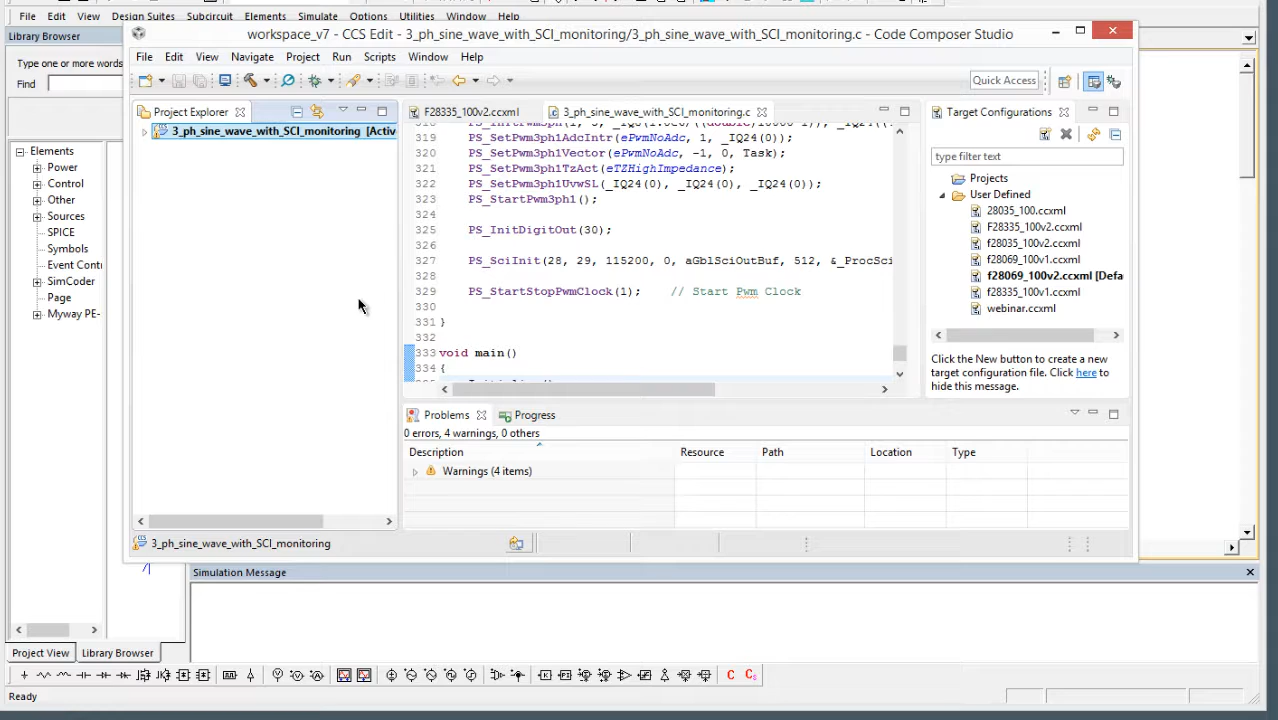 File Edit View Design Suites Subcircuit Elements Simulate Options Utilities Window Help
Library Browser
Type one or more words
Find
Elements
Power
Control
Other
Sources
SPICE
Symbols
Event Contr
SimCoder
Page
Myway PE-
Project View Library Browser
Ready
workspace_v7 - CCS Edit - 3_ph_sine_wave_with_SCI_monitoring/3_ph_sine_wave_with_SCI_monitoring.c - Code Composer Studio
File Edit View Navigate Project Run Scripts Window Help
Quick Access
Project Explorer
3_ph_sine_wave_with_SCI_monitoring [Activ
F28335_100v2.ccxml 3_ph_sine_wave_with_SCI_monitoring.c
319 PS_SetPwm3ph1AdcIntr(ePwmNoAdc, 1, _IQ24(0));
320 PS_SetPwm3ph1Vector(ePwmNoAdc, -1, 0, Task);
321 PS_SetPwm3ph1TzAct(eTZHighImpedance);
322 PS_SetPwm3ph1UvwSL(_IQ24(0), _IQ24(0), _IQ24(0));
323 PS_StartPwm3ph1();
324
325 PS_InitDigitOut(30);
326
327 PS_SciInit(28, 29, 115200, 0, aGblSciOutBuf, 512, &_ProcSci
328
329 PS_StartStopPwmClock(1); // Start Pwm Clock
330
331 }
332
333 void main()
334 {
Target Configurations
type filter text
Projects
User Defined
28035_100.ccxml
F28335_100v2.ccxml
f28035_100v2.ccxml
f28069_100v1.ccxml
f28069_100v2.ccxml [Defa
f28335_100v1.ccxml
webinar.ccxml
Click the New button to create a new
target configuration file. Click here to
hide this message.
Problems Progress
0 errors, 4 warnings, 0 others
Description Resource Path Location Type
Warnings (4 items)
3_ph_sine_wave_with_SCI_monitoring
Simulation Message